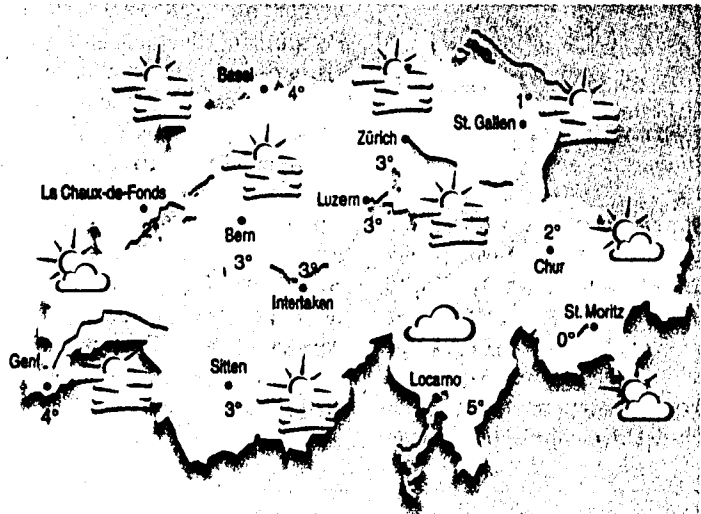 Basel
4°
1°
St. Gallen
Zürich
3°
La Chaux-de-Fonds
2°
Luzern
3°
Bern
3°
2°
Chur
3°
Interlaken
St. Moritz
0°
Genf
4°
Sitten
3°
Locarno
5°